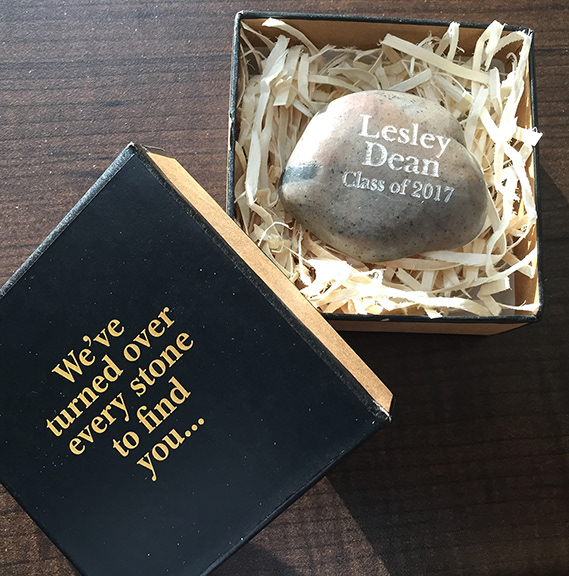 Lesley
Dean
Class of 2017
We've
turned over
every stone
to find
you...